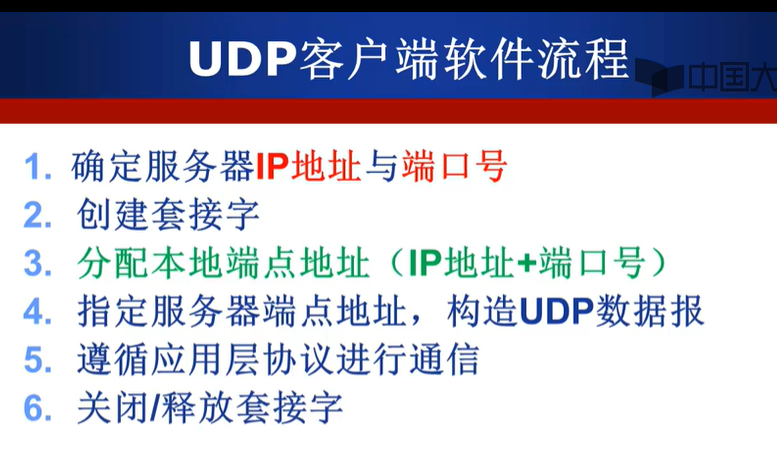 UDP客户端软件流程
中国大
1. 确定服务器IP地址与端口号
2. 创建套接字
3. 分配本地端点地址（IP地址+端口号）
4. 指定服务器端点地址，构造UDP数据报
5. 遵循应用层协议进行通信
6. 关闭/释放套接字